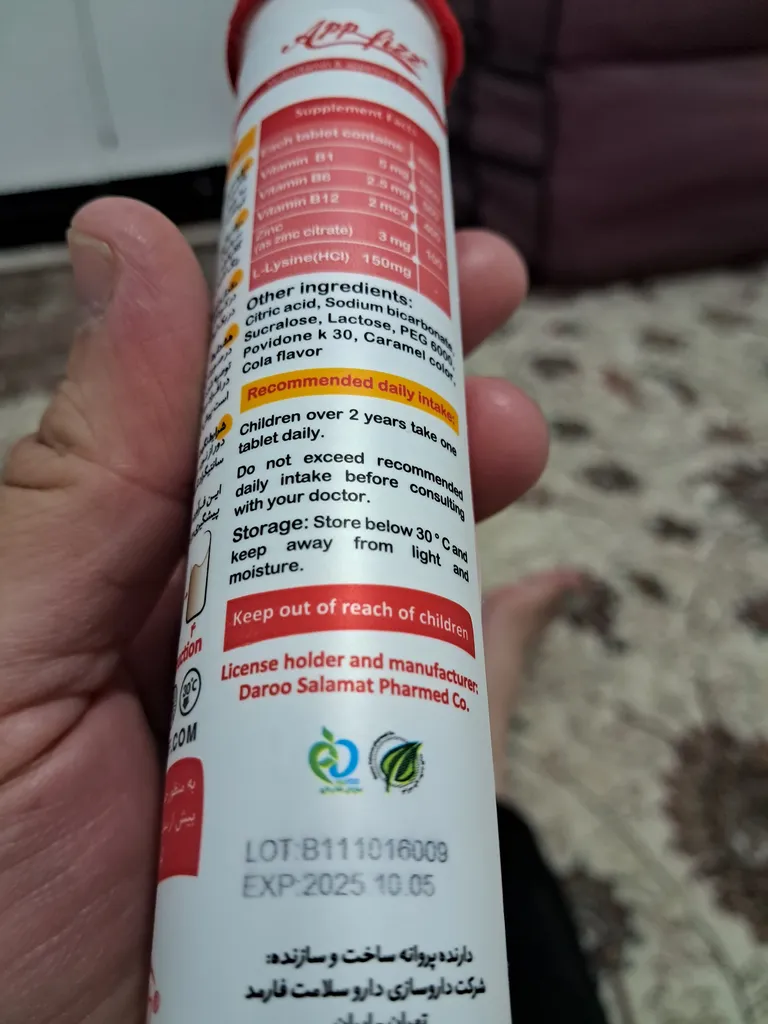 App fizz
Supplement Facts
Each tablet containe
Vitamin B1 5 mg
Vitamin B6 2.5 mg
Vitamin B12 2 mcg
Zinc
(as zinc citrate) 3 mg
L-Lysine(HCl) 150mg
Other ingredients:
Citric acid, Sodium bicarbonate,
Sucralose, Lactose, PEG 6000,
Povidone k 30, Caramel color,
Cola flavor
Recommended daily intake:
Children over 2 years take one
tablet daily.
Do not exceed recommended
daily intake before consulting
with your doctor.
Storage: Store below 30°C and
keep away from light and
moisture.
Keep out of reach of children
License holder and manufacturer:
Daroo Salamat Pharmed Co.
30°C
.COM
LOT:B111016009
EXP:2025.10.05
دارنده پروانه ساخت و سازنده:
شرکت داروسازی دارو سلامت فارمد
تهران - ایران